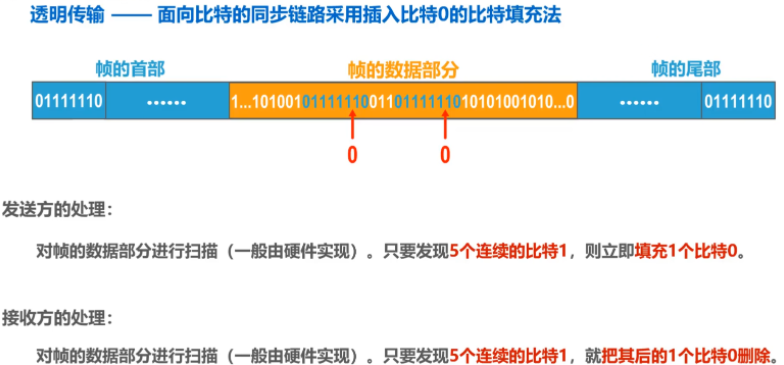 透明传输 —— 面向比特的同步链路采用插入比特0的比特填充法
帧的首部 帧的数据部分 帧的尾部
01111110 …… 1…101001011111100110111111010101001010…0 …… 01111110
0 0
发送方的处理：
对帧的数据部分进行扫描（一般由硬件实现）。只要发现5个连续的比特1，则立即填充1个比特0。
接收方的处理：
对帧的数据部分进行扫描（一般由硬件实现）。只要发现5个连续的比特1，就把其后的1个比特0删除。